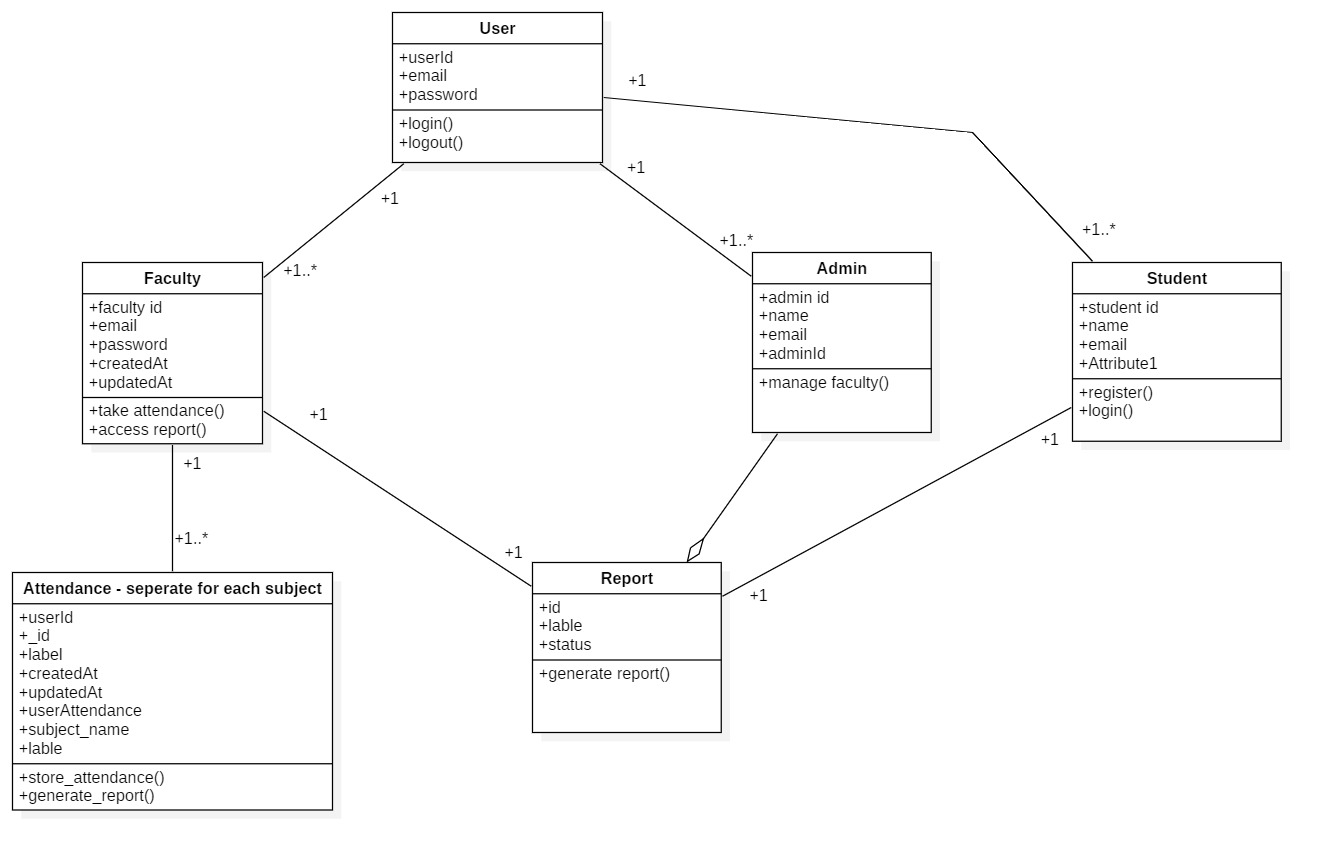 User
+userId
+email
+password
+login()
+logout()
+1
+1
+1
+1..*
+1..*
+1..*
Faculty
+faculty id
+email
+password
+createdAt
+updatedAt
+take attendance()
+access report()
Admin
+admin id
+name
+email
+adminId
+manage faculty()
Student
+student id
+name
+email
+Attribute1
+register()
+login()
+1
+1
+1
+1..*
+1
+1
Attendance - seperate for each subject
+userId
+_id
+label
+createdAt
+updatedAt
+userAttendance
+subject_name
+lable
+store_attendance()
+generate_report()
Report
+id
+lable
+status
+generate report()